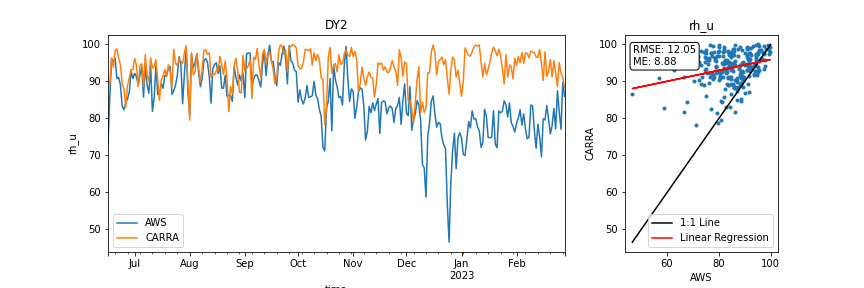 DY2
rh_u
100
90
80
70
60
50
AWS
CARRA
Jul
Aug
Sep
Oct
Nov
Dec
Jan
2023
Feb
time
rh_u
CARRA
100
90
80
70
60
50
RMSE: 12.05
ME: 8.88
1:1 Line
Linear Regression
60
80
100
AWS